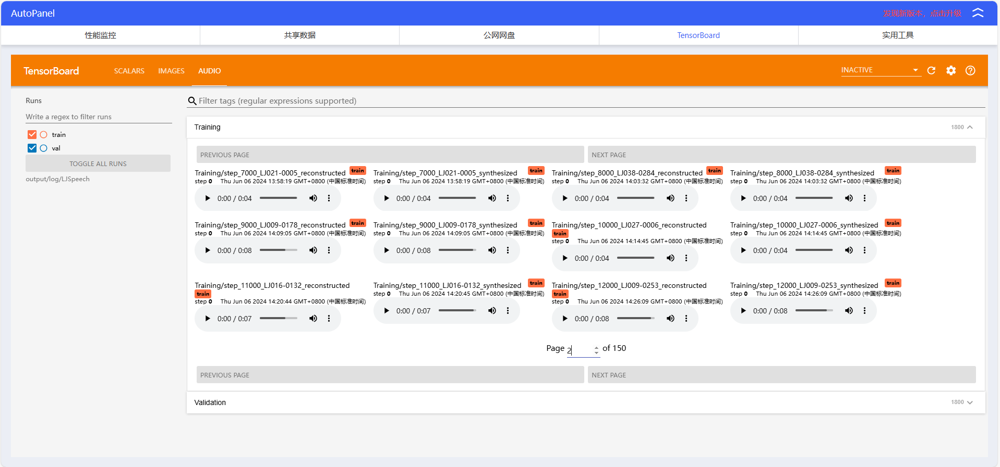 AutoPanel
发现新版本，点击升级
性能监控 共享数据 公网网盘 TensorBoard 实用工具
TensorBoard SCALARS IMAGES AUDIO INACTIVE
Runs
Write a regex to filter runs
train
val
TOGGLE ALL RUNS
output/log/LJSpeech
Filter tags (regular expressions supported)
Training 1800
PREVIOUS PAGE NEXT PAGE
Training/step_7000_LJ021-0005_reconstructed train
step 0 Thu Jun 06 2024 13:58:19 GMT+0800 (中国标准时间)
0:00 / 0:04
Training/step_7000_LJ021-0005_synthesized train
step 0 Thu Jun 06 2024 13:58:19 GMT+0800 (中国标准时间)
0:00 / 0:04
Training/step_8000_LJ038-0284_reconstructed train
step 0 Thu Jun 06 2024 14:03:32 GMT+0800 (中国标准时间)
0:00 / 0:04
Training/step_8000_LJ038-0284_synthesized train
step 0 Thu Jun 06 2024 14:03:32 GMT+0800 (中国标准时间)
0:00 / 0:04
Training/step_9000_LJ009-0178_reconstructed train
step 0 Thu Jun 06 2024 14:09:05 GMT+0800 (中国标准时间)
0:00 / 0:08
Training/step_9000_LJ009-0178_synthesized train
step 0 Thu Jun 06 2024 14:09:05 GMT+0800 (中国标准时间)
0:00 / 0:08
Training/step_10000_LJ027-0006_reconstructed
train
step 0 Thu Jun 06 2024 14:14:45 GMT+0800 (中国标准时间)
0:00 / 0:04
Training/step_10000_LJ027-0006_synthesized train
step 0 Thu Jun 06 2024 14:14:45 GMT+0800 (中国标准时间)
0:00 / 0:04
Training/step_11000_LJ016-0132_reconstructed
train
step 0 Thu Jun 06 2024 14:20:44 GMT+0800 (中国标准时间)
0:00 / 0:07
Training/step_11000_LJ016-0132_synthesized train
step 0 Thu Jun 06 2024 14:20:45 GMT+0800 (中国标准时间)
0:00 / 0:07
Training/step_12000_LJ009-0253_reconstructed
train
step 0 Thu Jun 06 2024 14:26:09 GMT+0800 (中国标准时间)
0:00 / 0:08
Training/step_12000_LJ009-0253_synthesized train
step 0 Thu Jun 06 2024 14:26:09 GMT+0800 (中国标准时间)
0:00 / 0:08
Page 2 of 150
PREVIOUS PAGE NEXT PAGE
Validation 1800